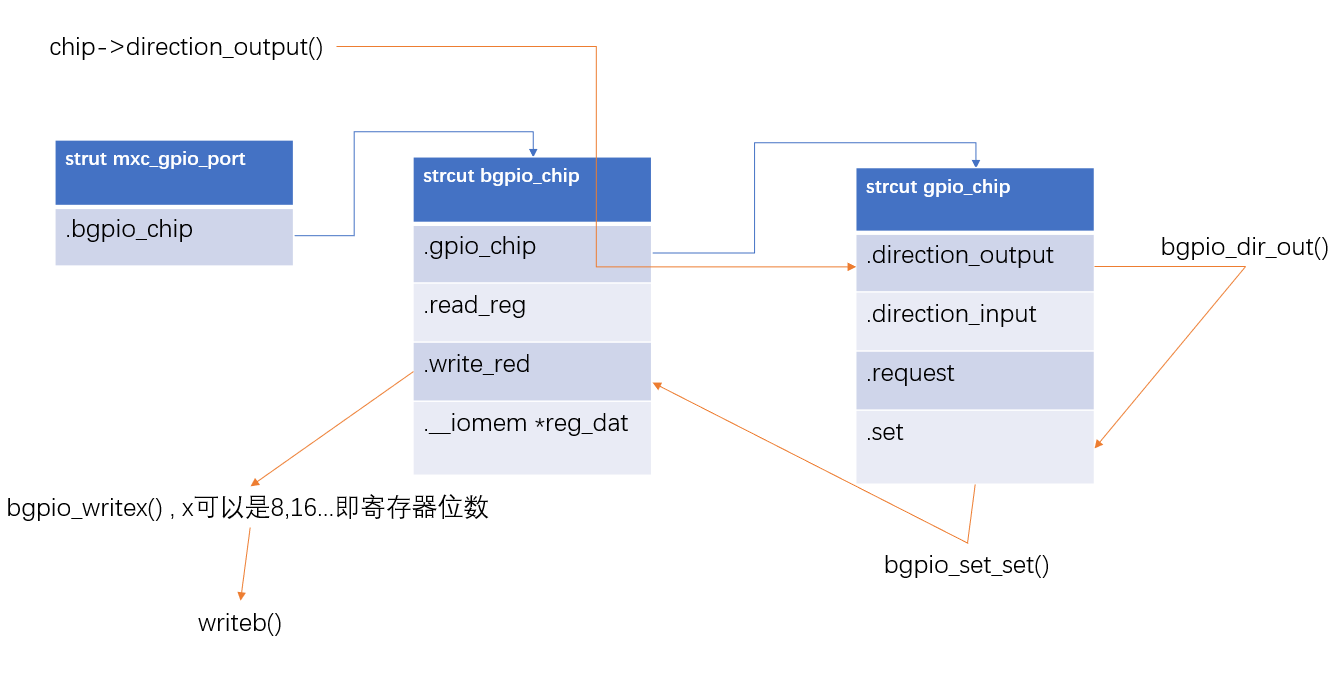 chip->direction_output()
strut mxc_gpio_port
.bgpio_chip
strcut bgpio_chip
.gpio_chip
.read_reg
.write_red
.__iomem *reg_dat
strcut gpio_chip
.direction_output
.direction_input
.request
.set
bgpio_dir_out()
bgpio_writex() , x可以是8,16...即寄存器位数
bgpio_set_set()
writeb()